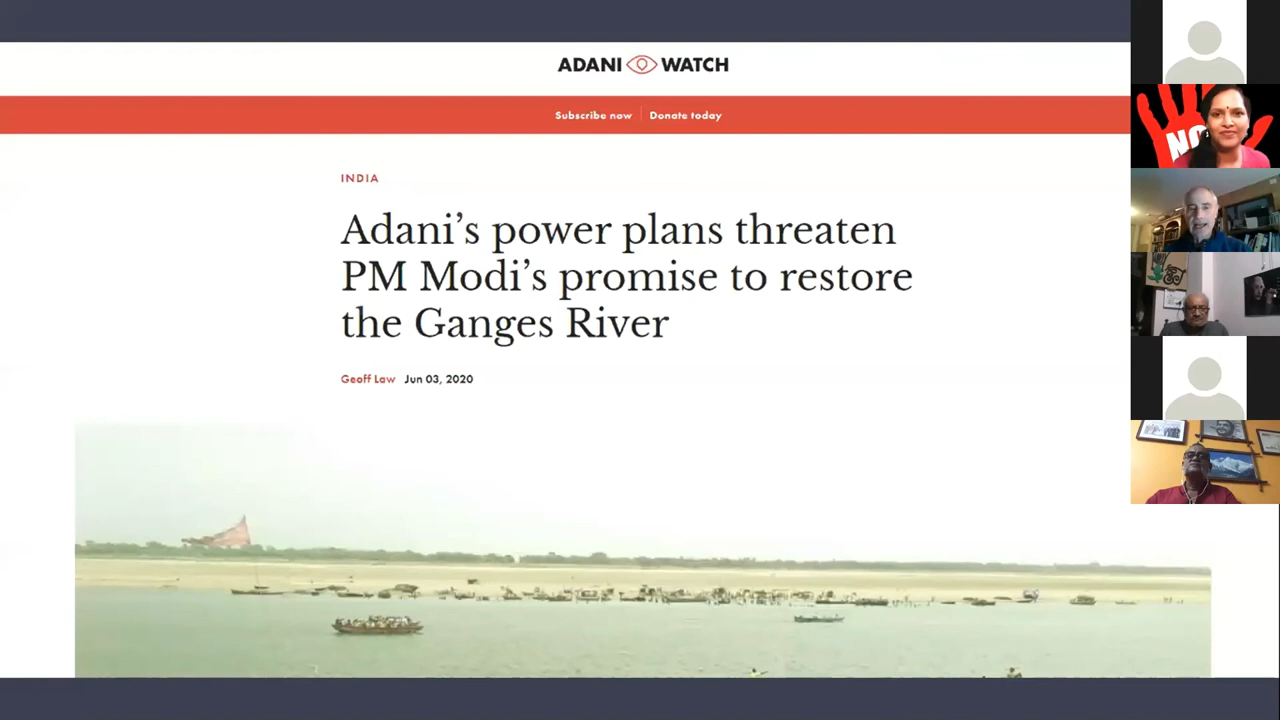 ADANI WATCH
Subscribe now Donate today
INDIA
Adani's power plans threaten
PM Modi's promise to restore
the Ganges River
Geoff Law Jun 03, 2020
NO